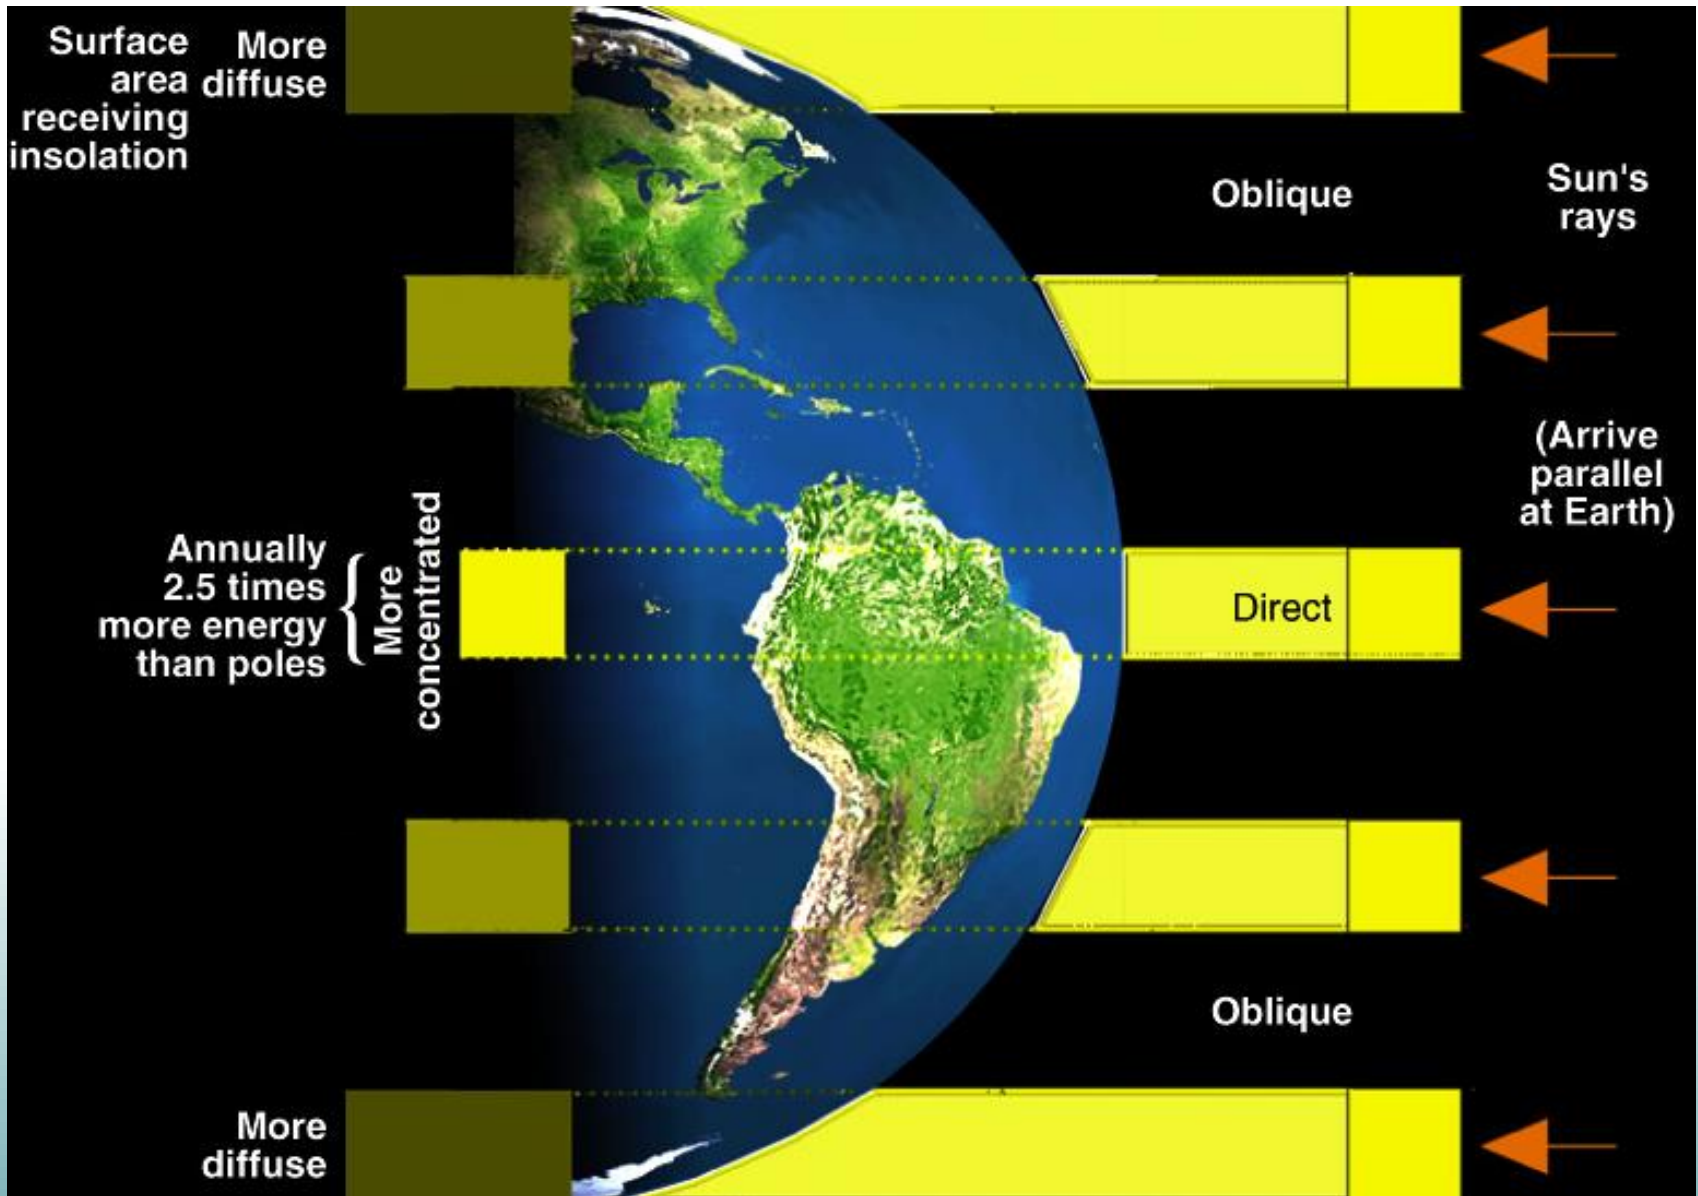 Surface
area
receiving
insolation
More
diffuse
Oblique
Sun's
rays
(Arrive
parallel
at Earth)
Annually
2.5 times
more energy
than poles
More
concentrated
Direct
Oblique
More
diffuse